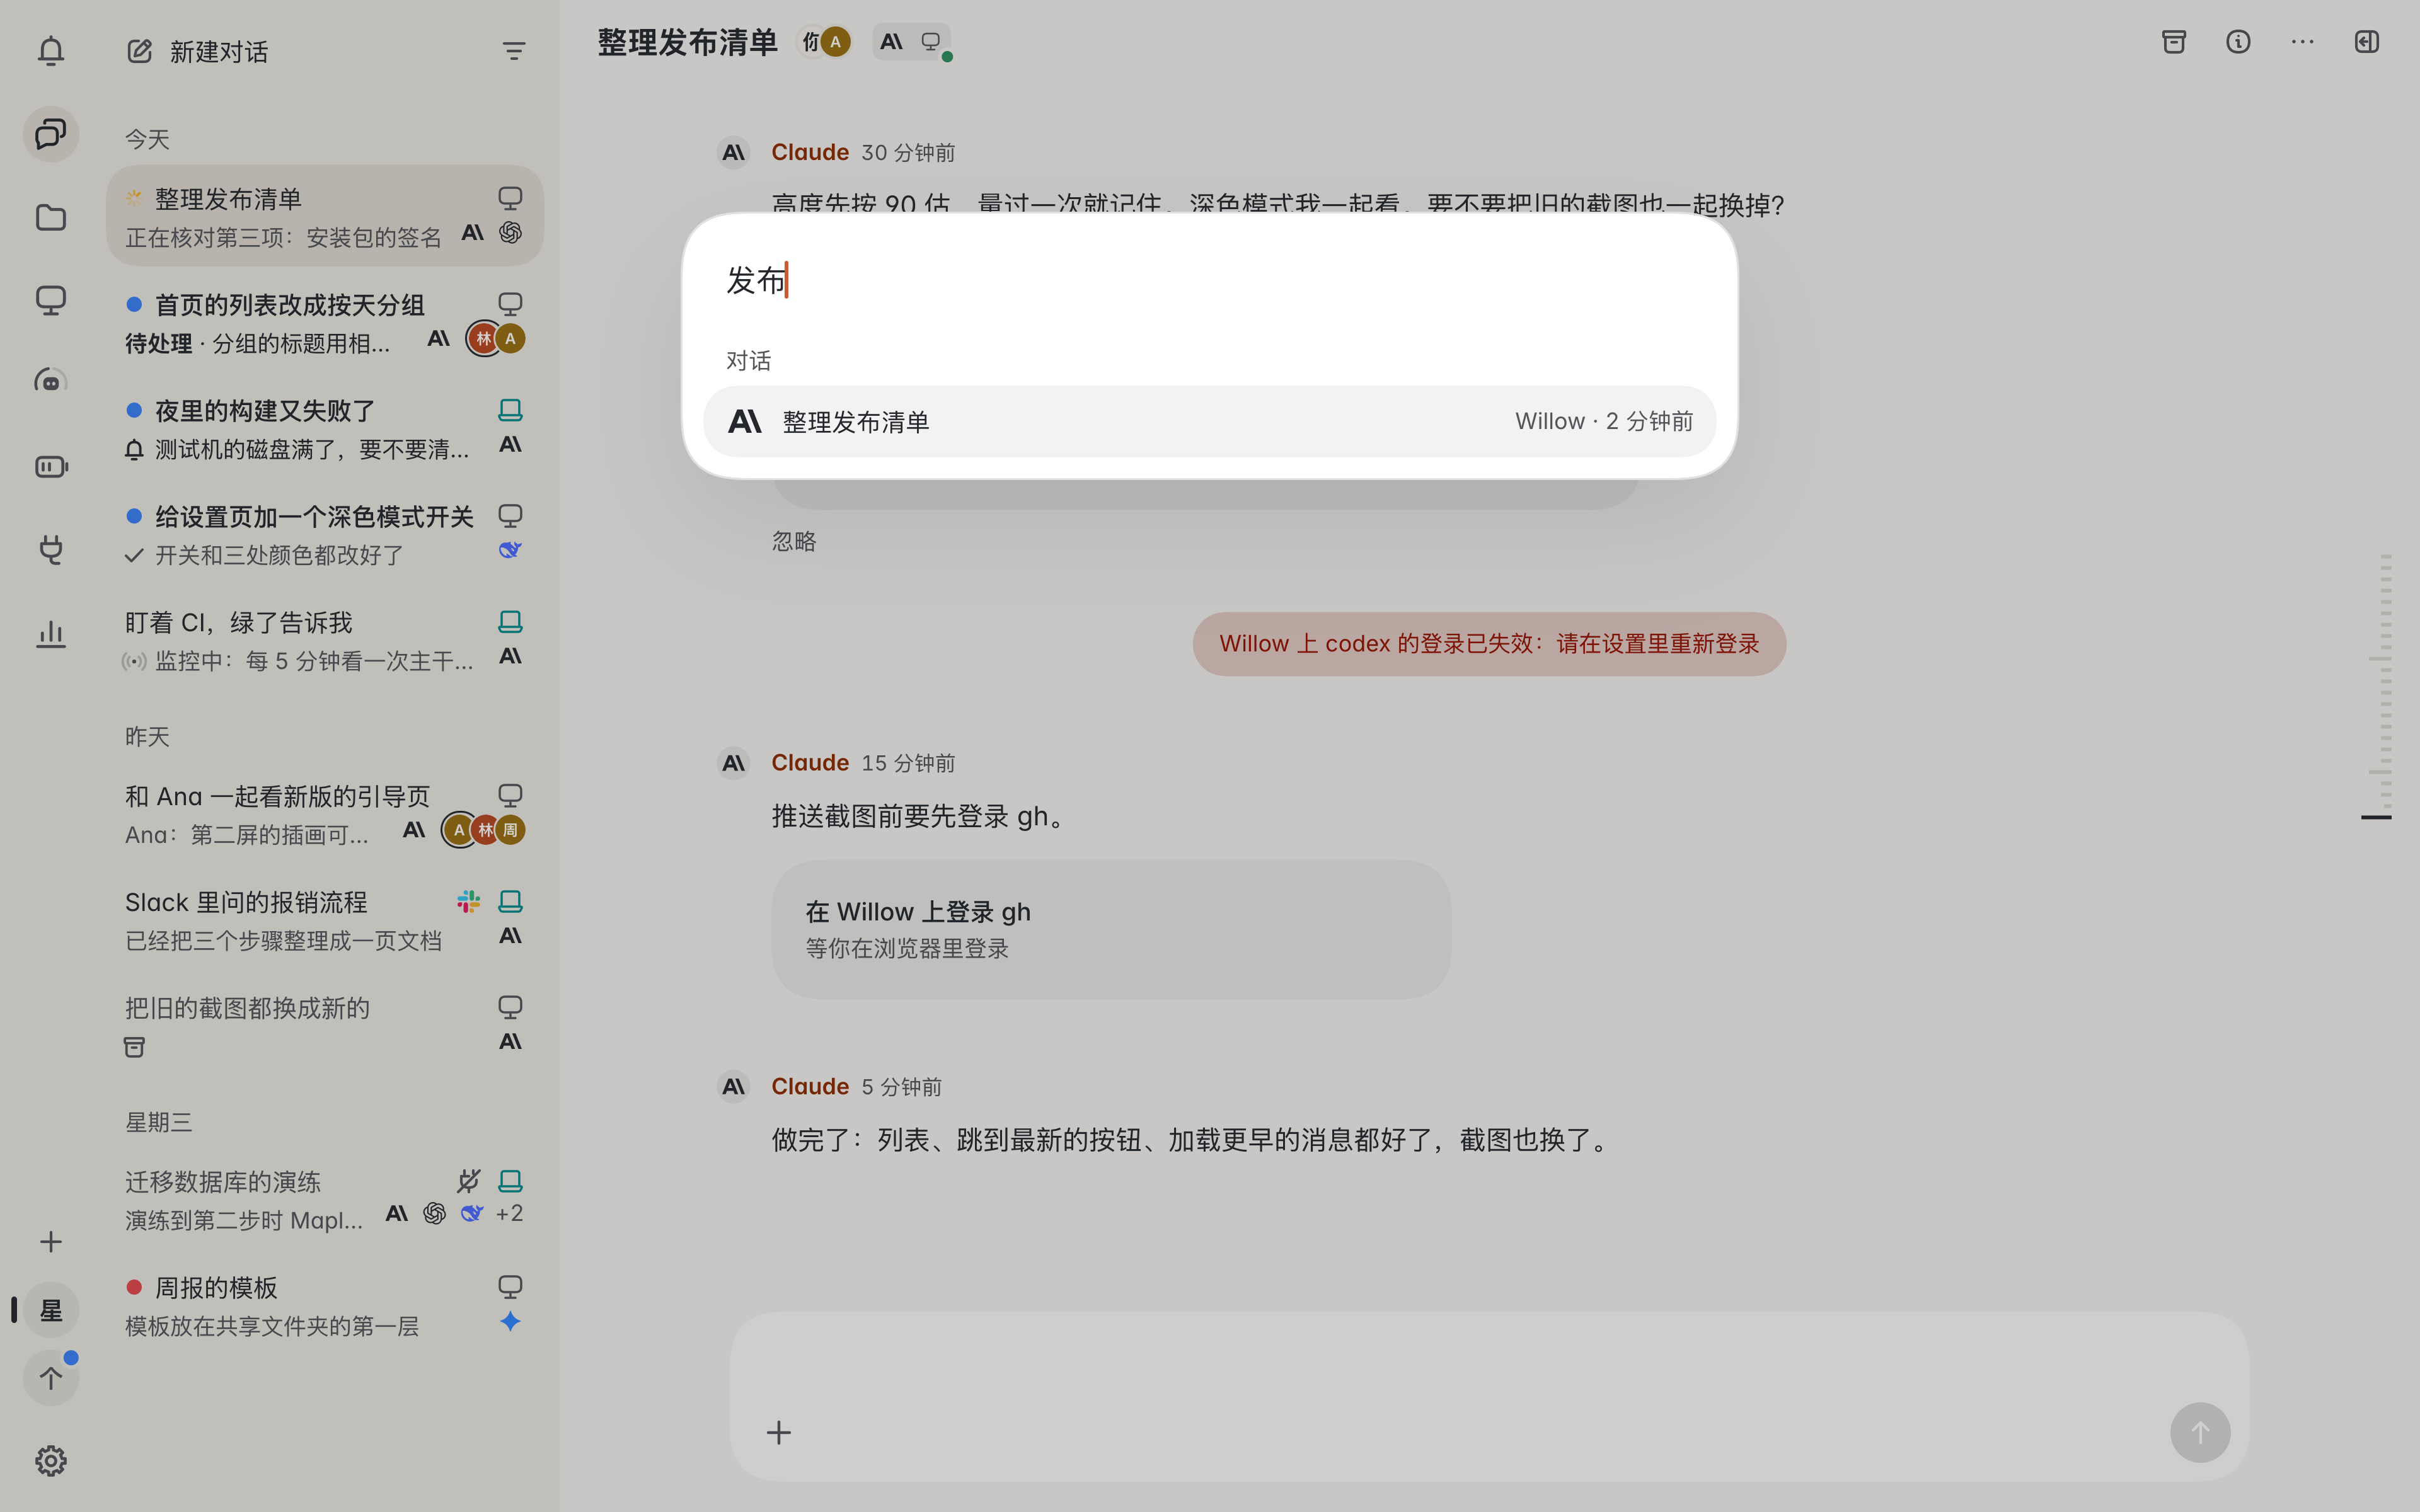 新建对话
今天
整理发布清单
正在核对第三项：安装包的签名
首页的列表改成按天分组
待处理 · 分组的标题用相...
林 A
夜里的构建又失败了
测试机的磁盘满了，要不要清...
给设置页加一个深色模式开关
开关和三处颜色都改好了
盯着 CI，绿了告诉我
监控中：每 5 分钟看一次主干...
昨天
和 Ana 一起看新版的引导页
Ana：第二屏的插画可...
A 林 周
Slack 里问的报销流程
已经把三个步骤整理成一页文档
把旧的截图都换成新的
星期三
迁移数据库的演练
演练到第二步时 Mapl...
+2
周报的模板
模板放在共享文件夹的第一层
星
个
整理发布清单
A
Claude 30 分钟前
高度先按 90 估，量过一次就记住。深色模式我一起看，要不要把旧的截图也一起换掉？
发布
对话
整理发布清单
Willow · 2 分钟前
忽略
Willow 上 codex 的登录已失效：请在设置里重新登录
Claude 15 分钟前
推送截图前要先登录 gh。
在 Willow 上登录 gh
等你在浏览器里登录
Claude 5 分钟前
做完了：列表、跳到最新的按钮、加载更早的消息都好了，截图也换了。